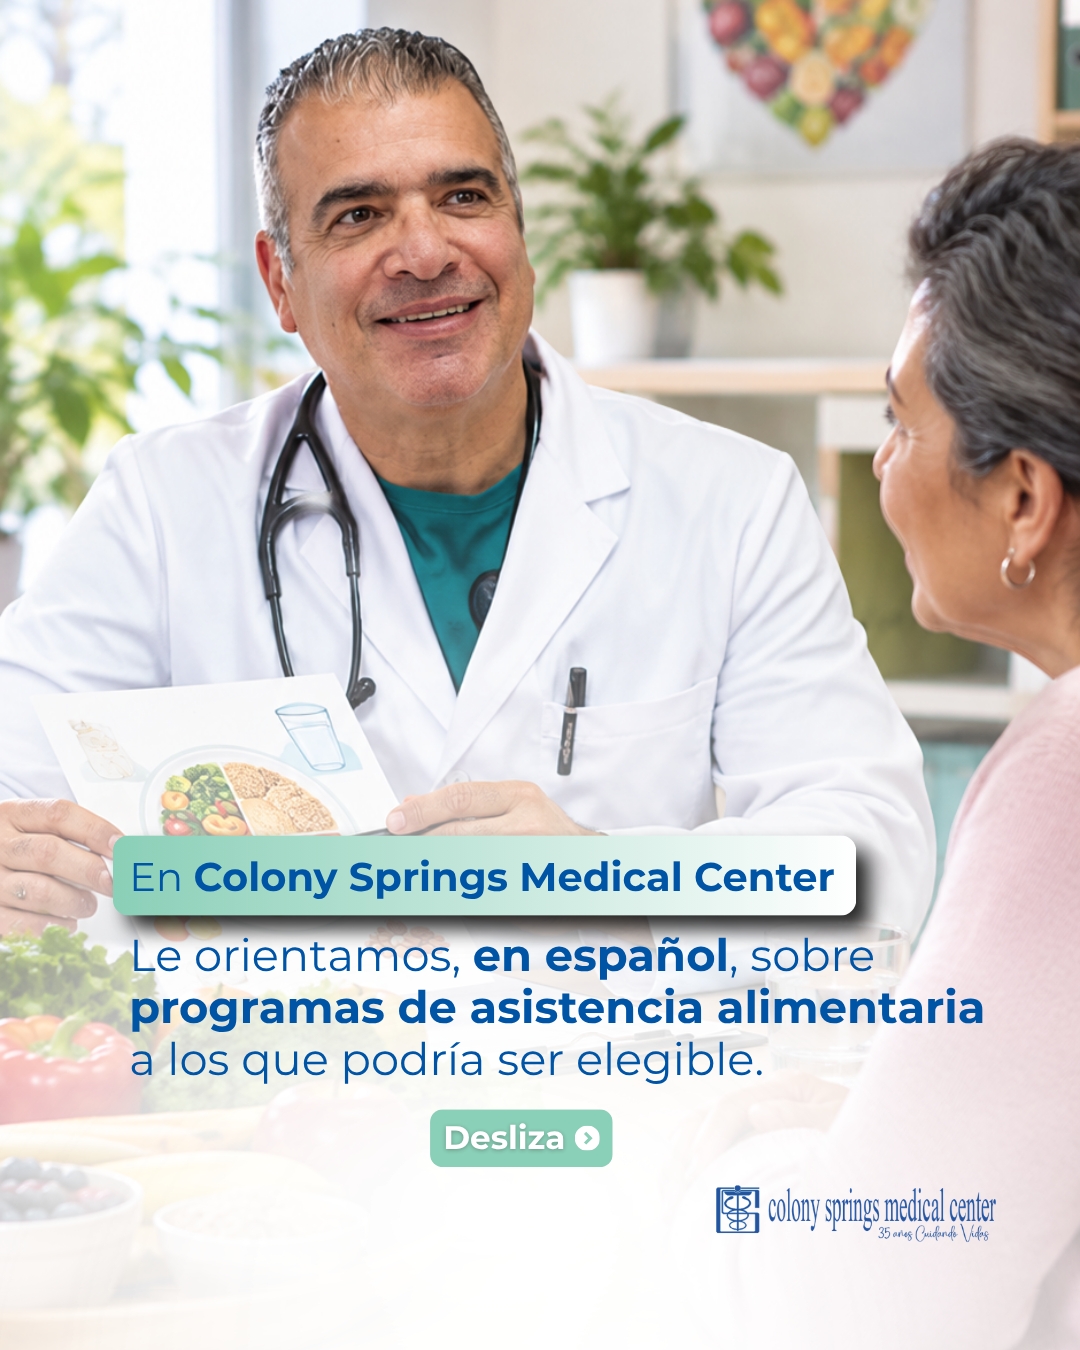 En Colony Springs Medical Center
Le orientamos, en español, sobre
programas de asistencia alimentaria
a los que podría ser elegible.
Desliza
colony springs medical center
35 años Cuidando Vidas